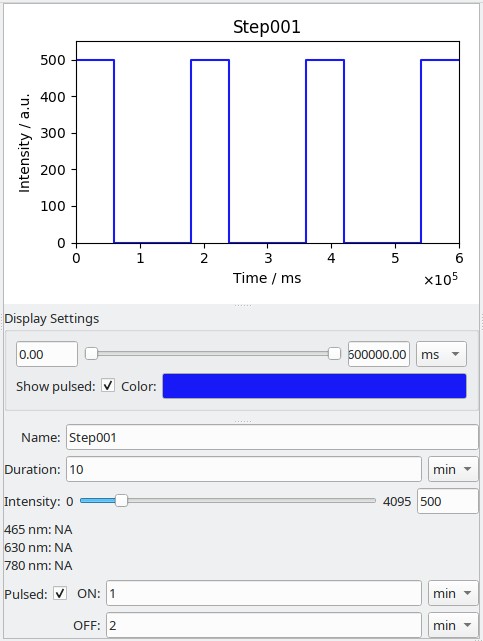 Step001
Intensity / a.u.
500
400
300
200
100
0
0 1 2 3 4 5 6
Time / ms
×10⁵
Display Settings
0.00 600000.00 ms
Show pulsed: Color:
Name: Step001
Duration: 10 min
Intensity: 0 4095 500
465 nm: NA
630 nm: NA
780 nm: NA
Pulsed: ON: 1 min
OFF: 2 min